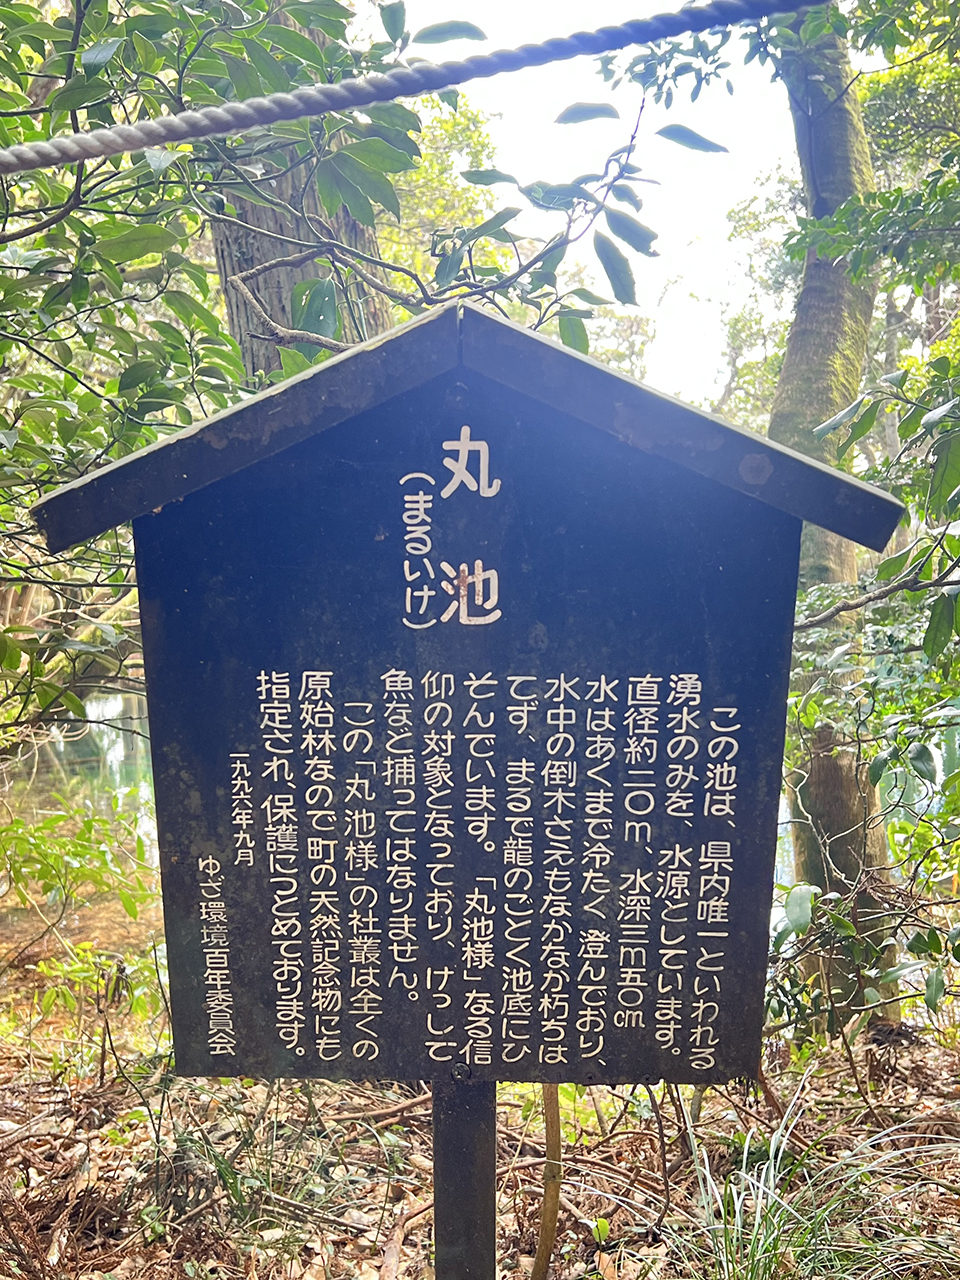 丸池
(まるいけ)
この池は、県内唯一といわれる
湧水のみを、水源としています。
直径約二〇m、水深三m五〇cm
水はあくまで冷たく、澄んでおり、
水中の倒木さえもなかなか朽ちは
てず、まるで龍のごとく池底にひ
そんでいます。「丸池様」なる信
仰の対象となっており、けっして
魚など捕ってはなりません。
この「丸池様」の社叢は全くの
原始林なので町の天然記念物にも
指定され、保護につとめております。
一九九六年九月
ゆざ環境百年委員会